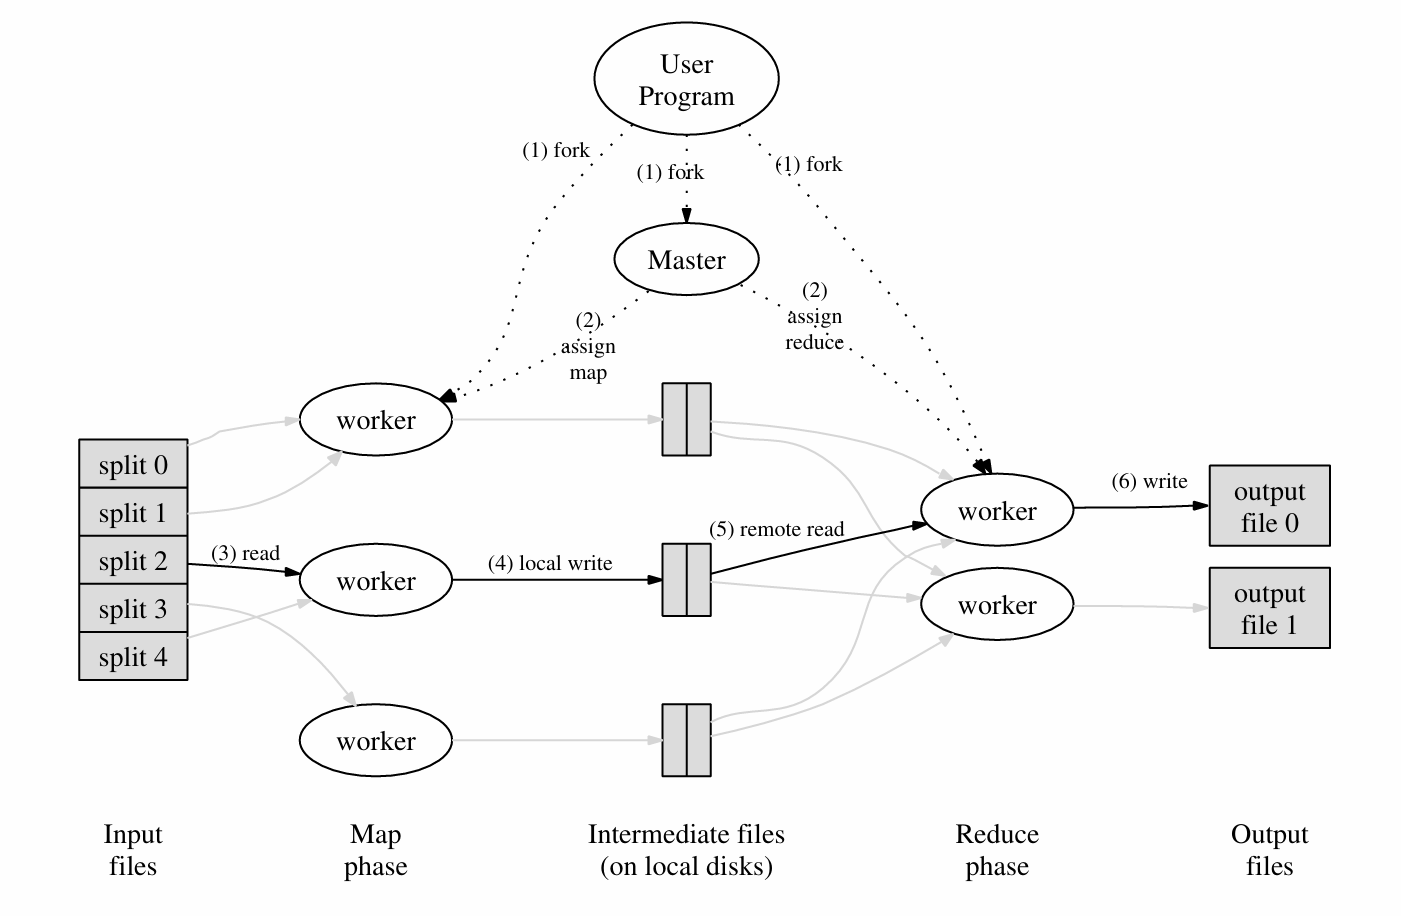 User
Program
(1) fork
(1) fork
(1) fork
Master
(2)
assign
map
(2)
assign
reduce
split 0
split 1
split 2
split 3
split 4
(3) read
worker
worker
worker
(4) local write
(5) remote read
worker
worker
(6) write
output
file 0
output
file 1
Input
files
Map
phase
Intermediate files
(on local disks)
Reduce
phase
Output
files